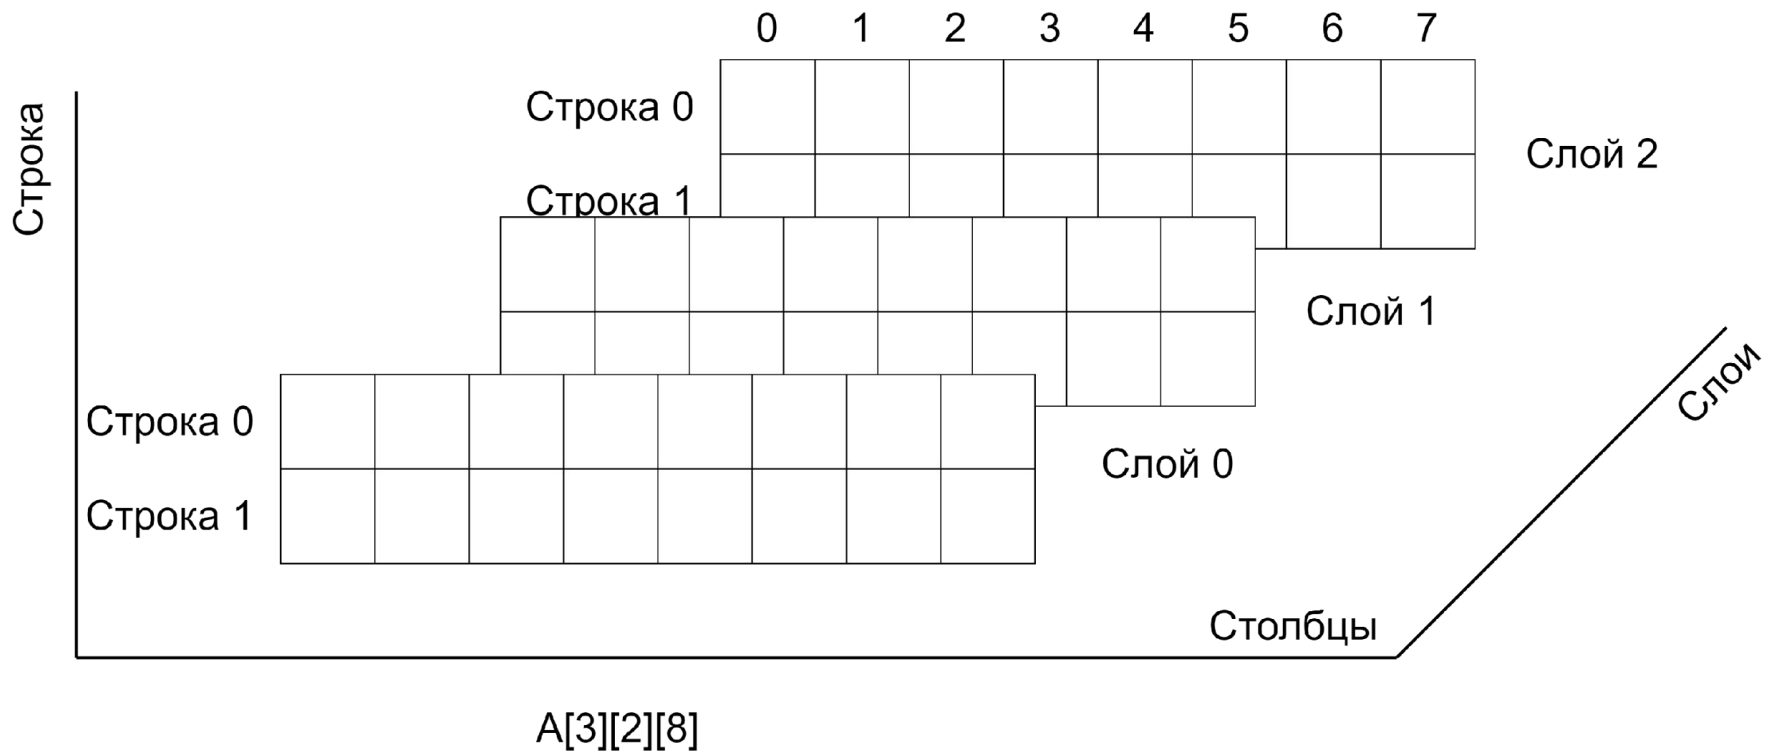 0 1 2 3 4 5 6 7
Строка
Строка 0
Слой 2
Строка 1
Слой 1
Слои
Строка 0
Слой 0
Строка 1
Столбцы
A[3][2][8]